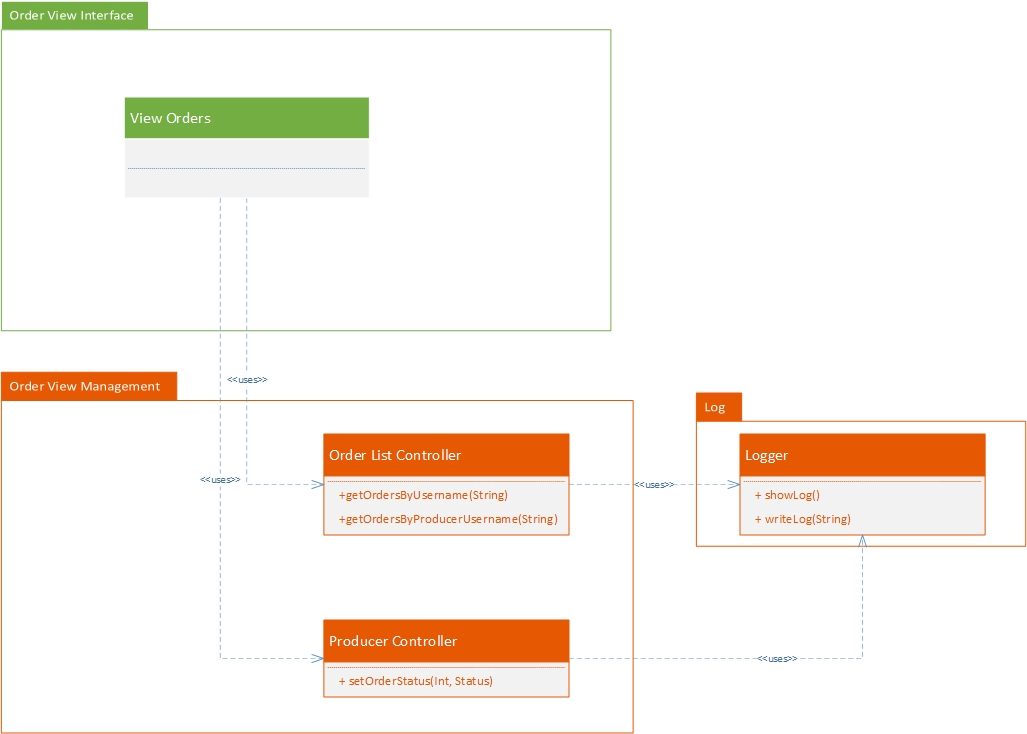 Order View Interface
View Orders
<<uses>>
Order View Management
Log
Order List Controller
Logger
<<uses>>
<<uses>>
+getOrdersByUsername(String)
+ showLog()
+getOrdersByProducerUsername(String)
+ writeLog(String)
Producer Controller
<<uses>>
+ setOrderStatus(Int, Status)